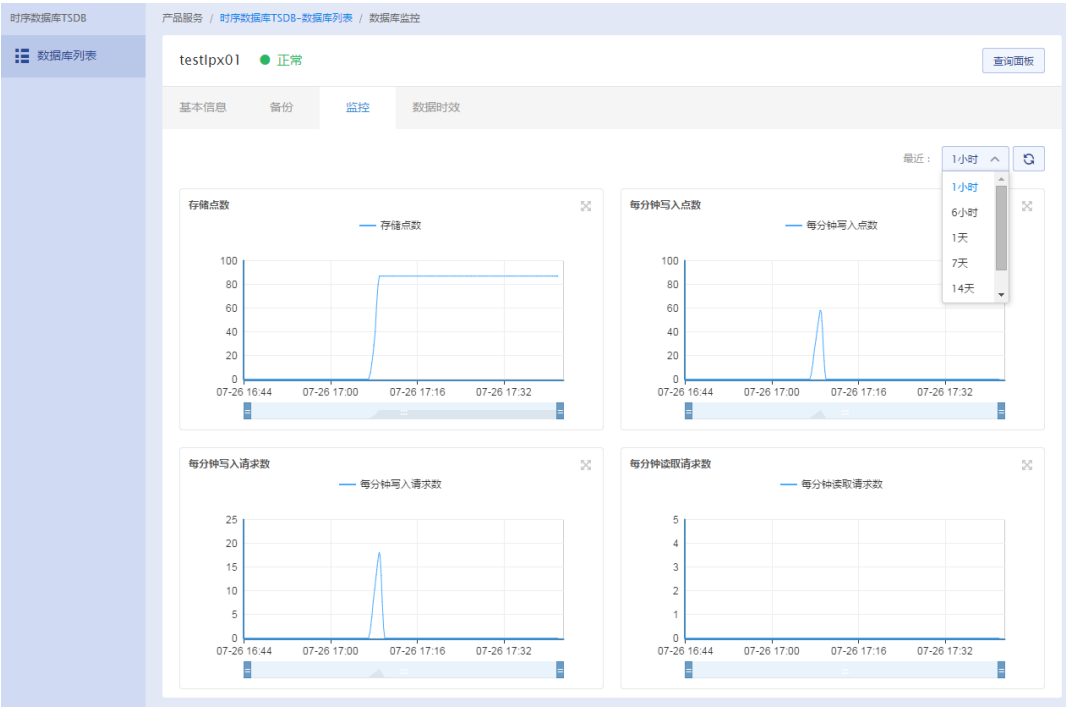 时序数据库TSDB
产品服务 / 时序数据库TSDB-数据库列表 / 数据库监控
数据库列表
testlpx01 正常
查询面板
基本信息 备份 监控 数据时效
最近： 1小时
1小时
6小时
1天
7天
14天
存储点数
存储点数
100
80
60
40
20
0
07-26 16:44 07-26 17:00 07-26 17:16 07-26 17:32
每分钟写入点数
每分钟写入点数
100
80
60
40
20
0
07-26 16:44 07-26 17:00 07-26 17:16 07-26 17:32
每分钟写入请求数
每分钟写入请求数
25
20
15
10
5
0
07-26 16:44 07-26 17:00 07-26 17:16 07-26 17:32
每分钟读取请求数
每分钟读取请求数
5
4
3
2
1
0
07-26 16:44 07-26 17:00 07-26 17:16 07-26 17:32